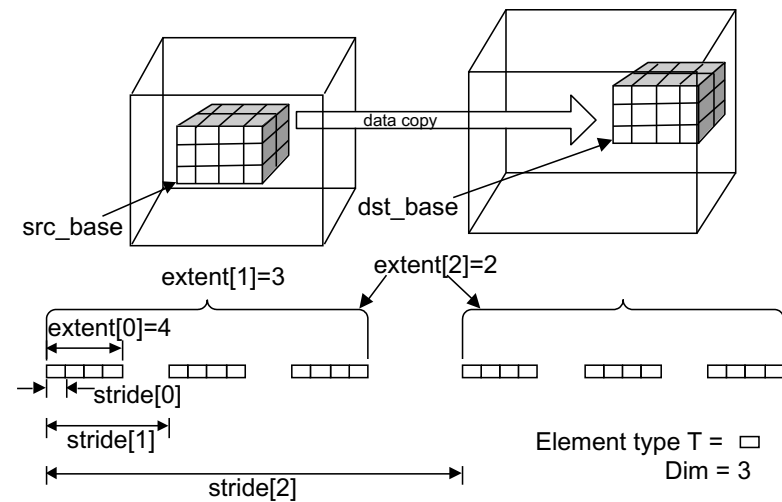 data copy
src_base
dst_base
extent[1]=3
extent[2]=2
extent[0]=4
stride[0]
stride[1]
Element type T =
Dim = 3
stride[2]